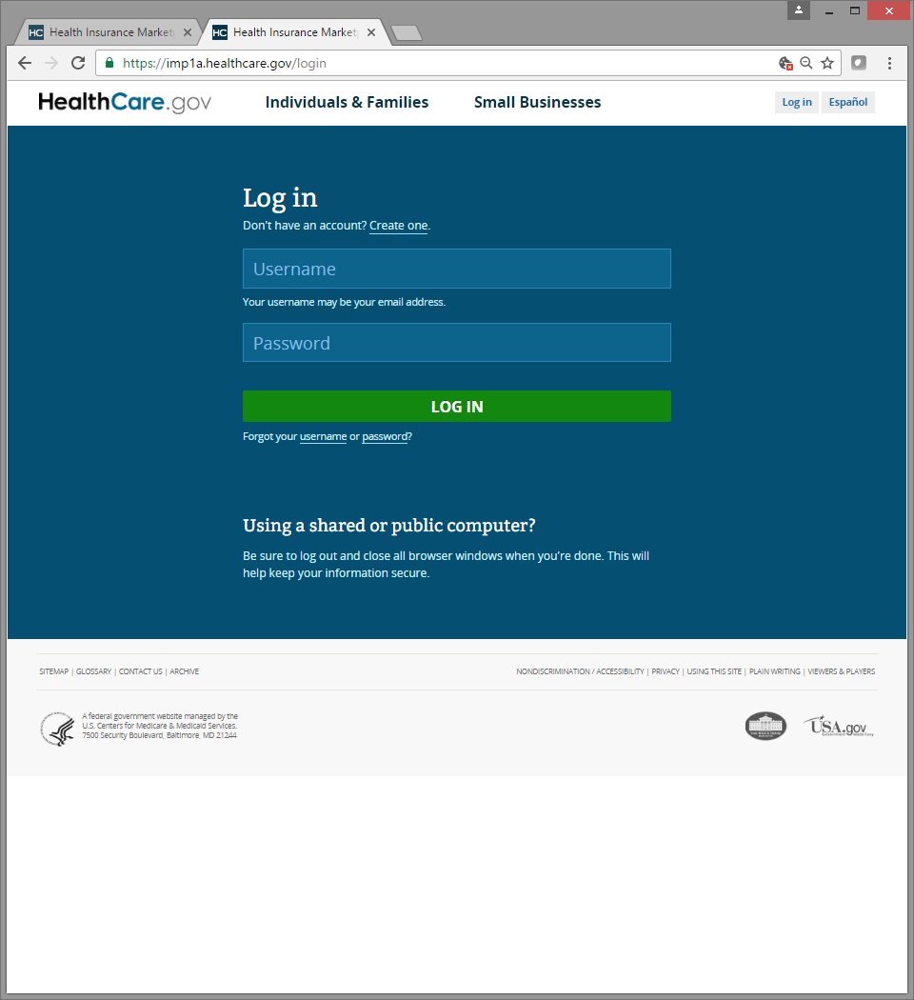 HC Health Insurance Market
HC Health Insurance Market
https://imp1a.healthcare.gov/login
HealthCare.gov
Individuals & Families
Small Businesses
Log in
Español
Log in
Don't have an account? Create one.
Username
Your username may be your email address.
Password
LOG IN
Forgot your username or password?
Using a shared or public computer?
Be sure to log out and close all browser windows when you're done. This will
help keep your information secure.
SITEMAP | GLOSSARY | CONTACT US | ARCHIVE
NONDISCRIMINATION / ACCESSIBILITY | PRIVACY | USING THIS SITE | PLAIN WRITING | VIEWERS & PLAYERS
A federal government website managed by the
U.S. Centers for Medicare & Medicaid Services.
7500 Security Boulevard, Baltimore, MD 21244
THE WHITE HOUSE
USA.gov
Government Made Easy